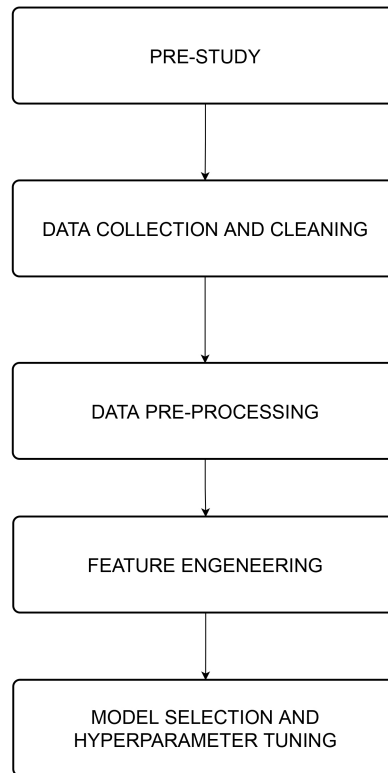 PRE-STUDY
DATA COLLECTION AND CLEANING
DATA PRE-PROCESSING
FEATURE ENGENEERING
MODEL SELECTION AND
HYPERPARAMETER TUNING